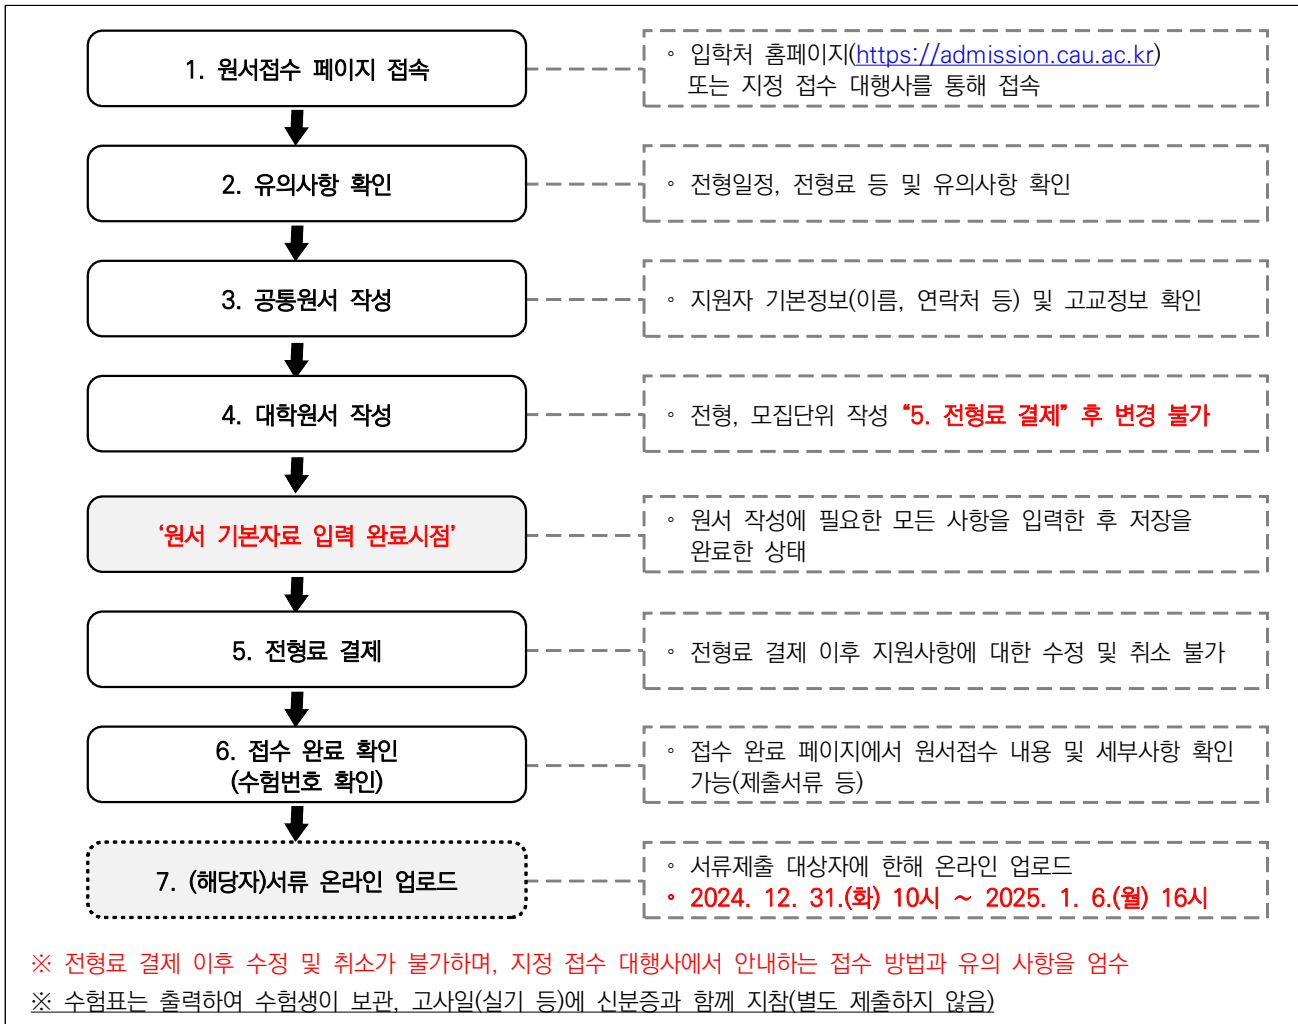 1. 원서접수 페이지 접속
◦ 입학처 홈페이지(https://admission.cau.ac.kr)
또는 지정 접수 대행사를 통해 접속
2. 유의사항 확인
◦ 전형일정, 전형료 등 및 유의사항 확인
3. 공통원서 작성
◦ 지원자 기본정보(이름, 연락처 등) 및 고교정보 확인
4. 대학원서 작성
◦ 전형, 모집단위 작성 “5. 전형료 결제” 후 변경 불가
‘원서 기본자료 입력 완료시점’
◦ 원서 작성에 필요한 모든 사항을 입력한 후 저장을
완료한 상태
5. 전형료 결제
◦ 전형료 결제 이후 지원사항에 대한 수정 및 취소 불가
6. 접수 완료 확인
(수험번호 확인)
◦ 접수 완료 페이지에서 원서접수 내용 및 세부사항 확인
가능(제출서류 등)
7. (해당자)서류 온라인 업로드
◦ 서류제출 대상자에 한해 온라인 업로드
◦ 2024. 12. 31.(화) 10시 ~ 2025. 1. 6.(월) 16시
※ 전형료 결제 이후 수정 및 취소가 불가하며, 지정 접수 대행사에서 안내하는 접수 방법과 유의 사항을 엄수
※ 수험표는 출력하여 수험생이 보관, 고사일(실기 등)에 신분증과 함께 지참(별도 제출하지 않음)